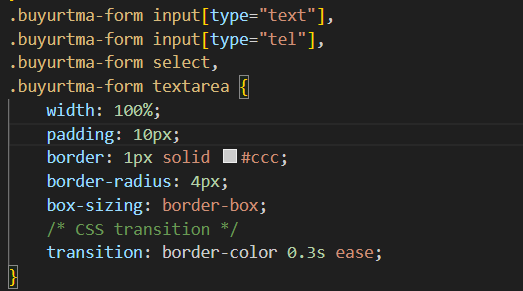 .buyurtma-form input[type="text"],
.buyurtma-form input[type="tel"],
.buyurtma-form select,
.buyurtma-form textarea {
    width: 100%;
    padding: 10px;
    border: 1px solid #ccc;
    border-radius: 4px;
    box-sizing: border-box;
    /* CSS transition */
    transition: border-color 0.3s ease;
}